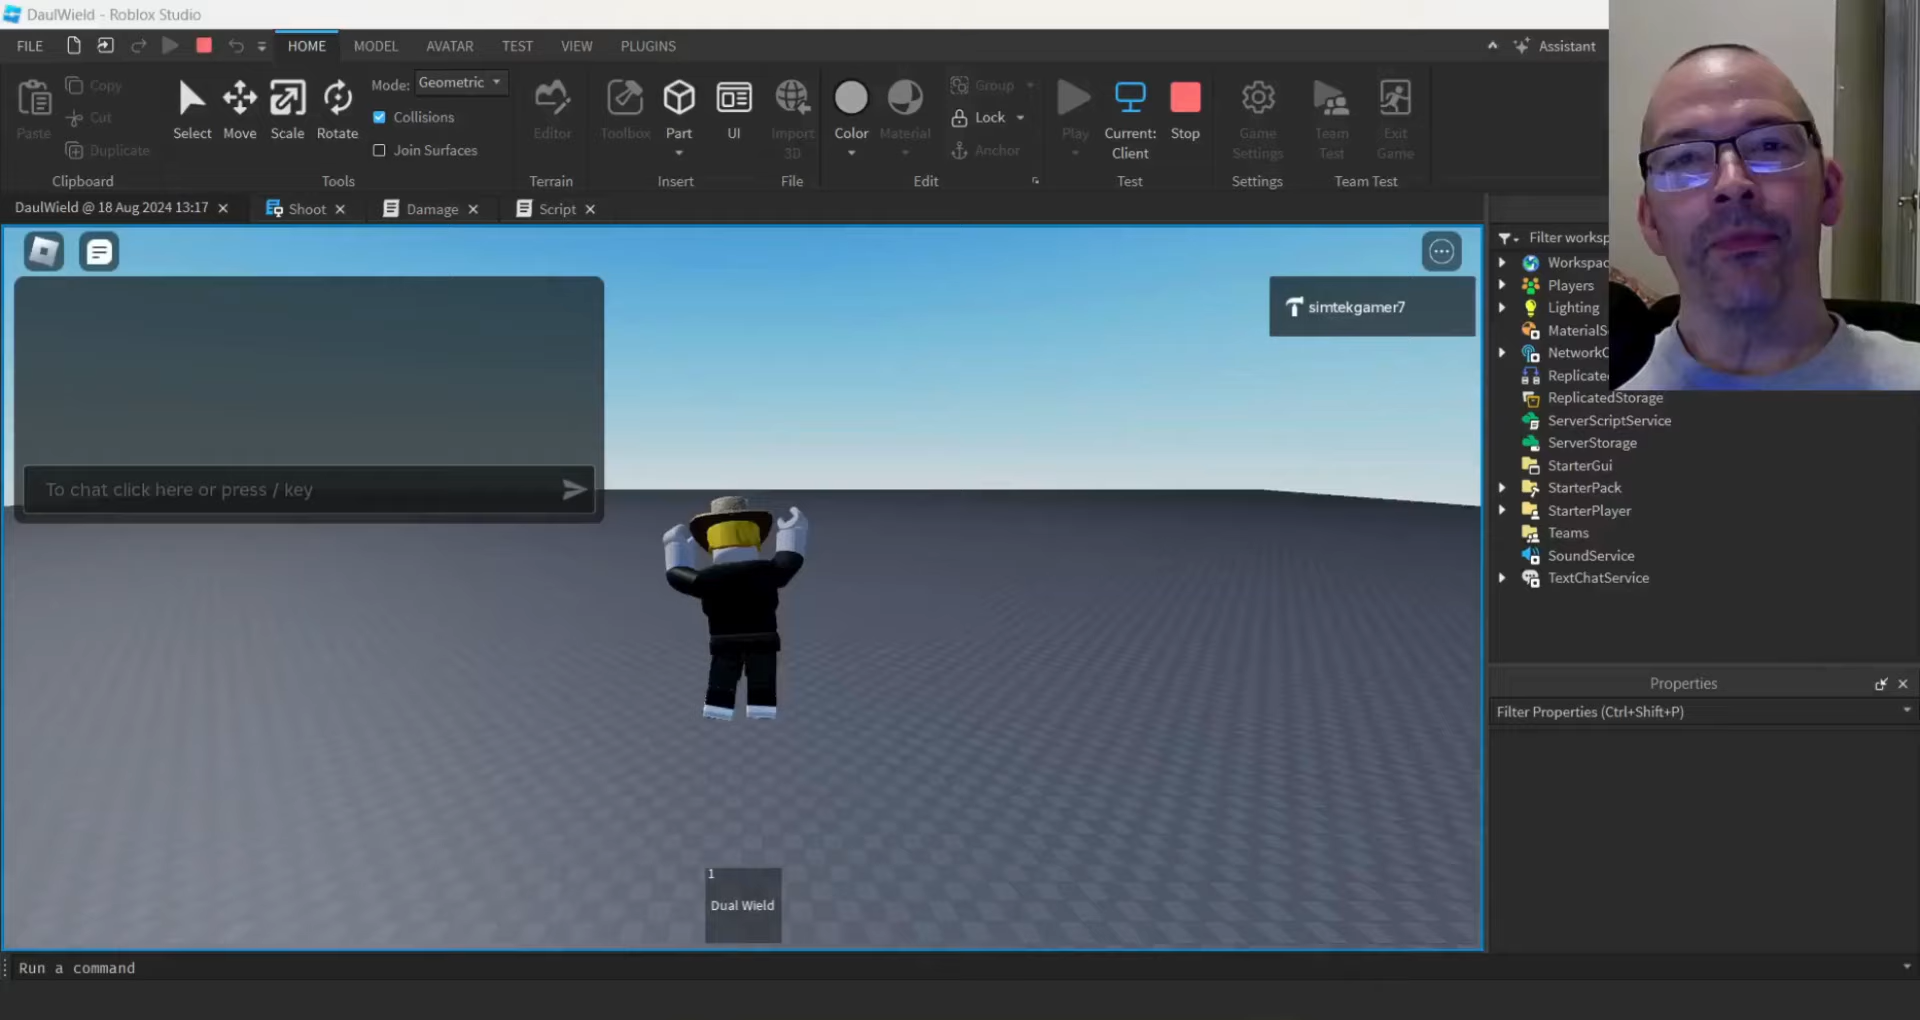 DaulWield - Roblox Studio
FILE HOME MODEL AVATAR TEST VIEW PLUGINS Assistant
Paste Copy Cut Duplicate
Clipboard
Select Move Scale Rotate
Mode: Geometric
Collisions
Join Surfaces
Tools
Editor
Terrain
Toolbox Part UI
Insert
Import 3D
File
Color Material
Group
Lock
Anchor
Edit
Play
Current: Client
Stop
Test
Game Settings
Settings
Team Test
Exit Game
Team Test
DaulWield @ 18 Aug 2024 13:17 Shoot Damage Script
simtekgamer7
To chat click here or press / key
1
Dual Wield
Filter worksp
Workspac
Players
Lighting
MaterialS
NetworkC
Replicate
ReplicatedStorage
ServerScriptService
ServerStorage
StarterGui
StarterPack
StarterPlayer
Teams
SoundService
TextChatService
Properties
Filter Properties (Ctrl+Shift+P)
Run a command